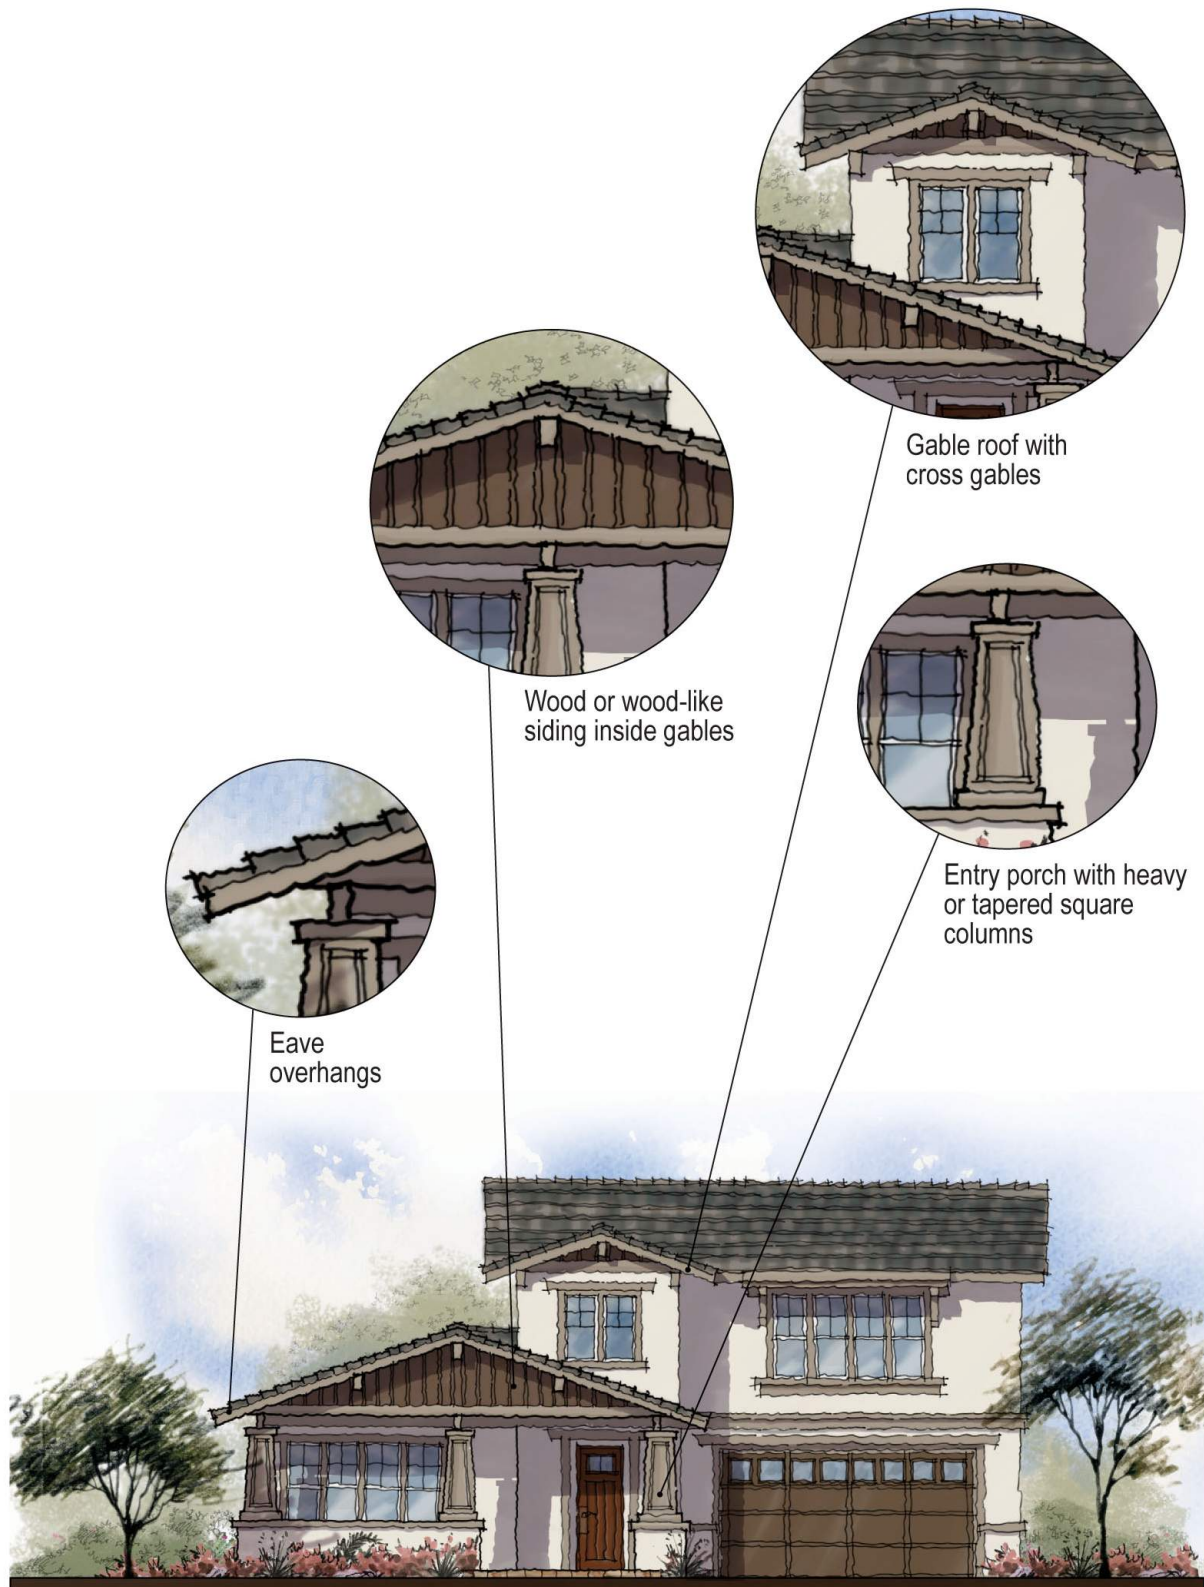 Gable roof with
cross gables
Wood or wood-like
siding inside gables
Entry porch with heavy
or tapered square
columns
Eave
overhangs